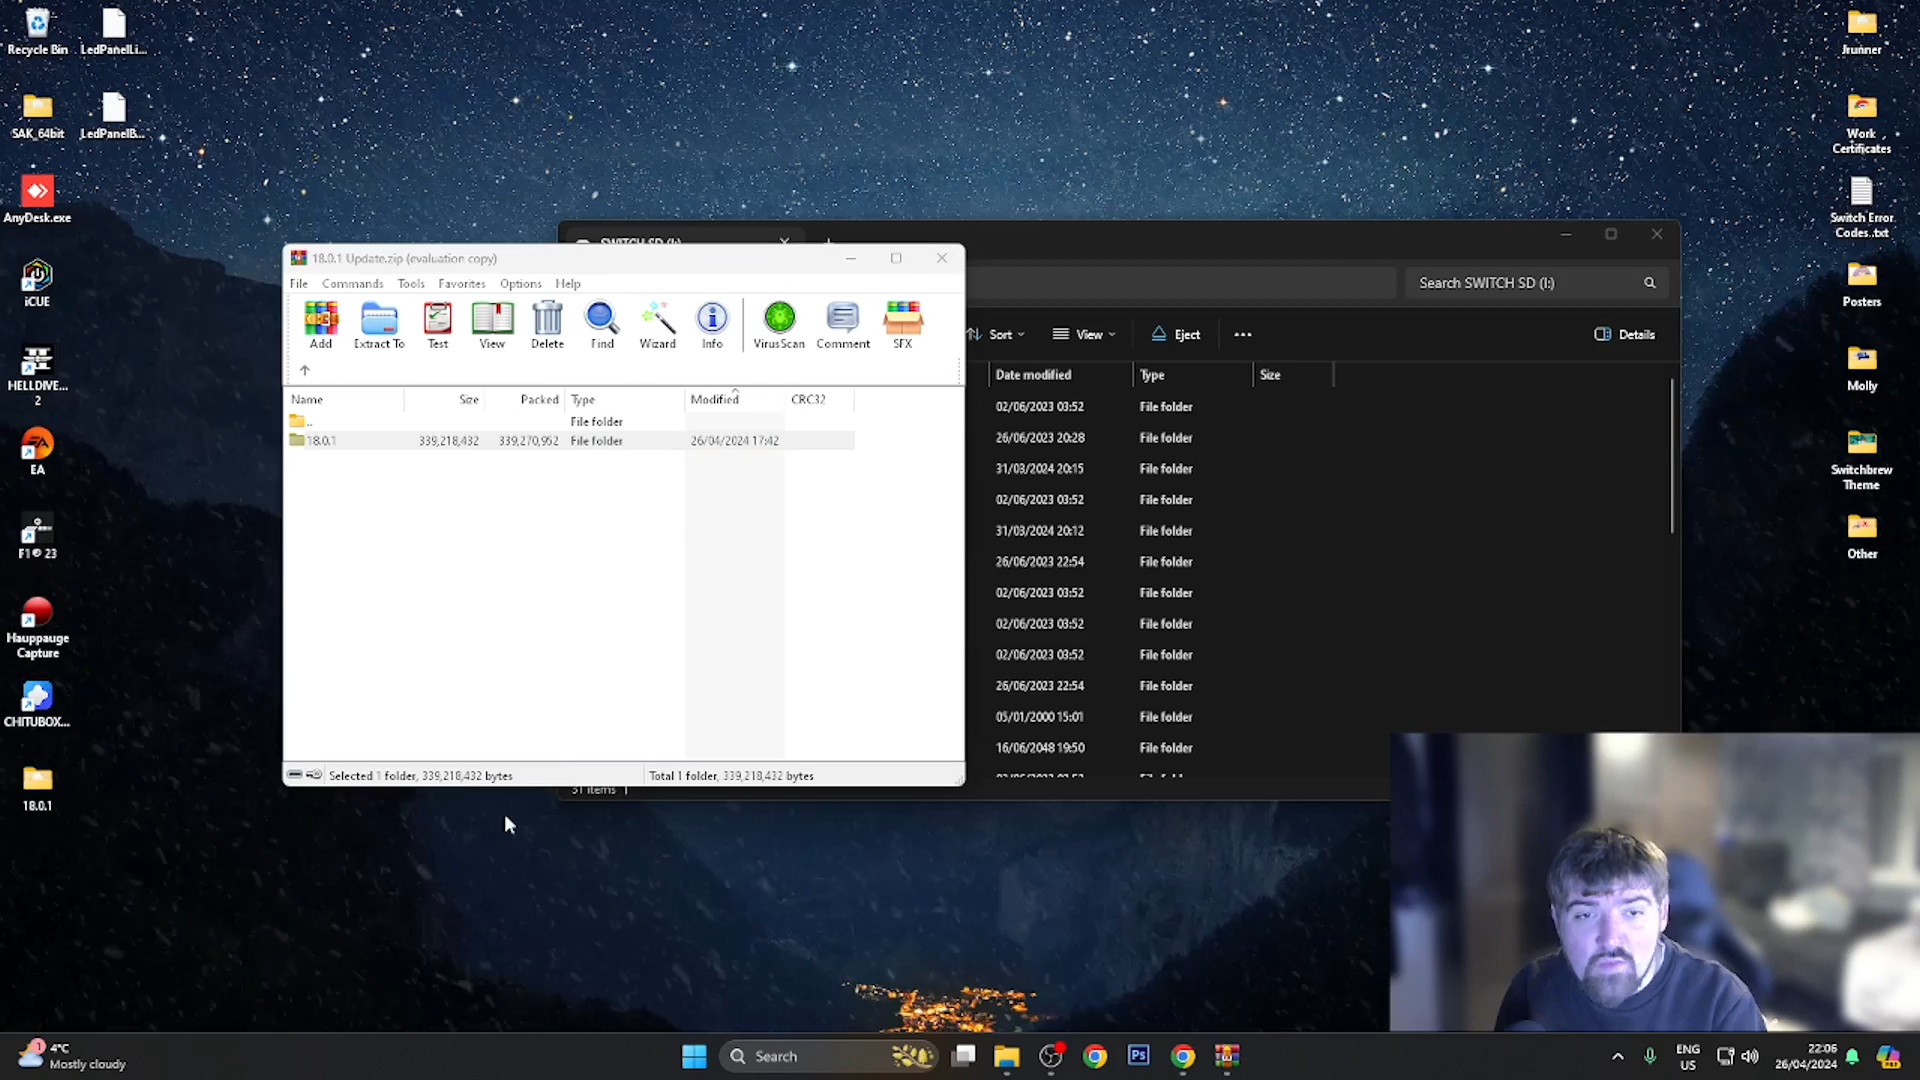 Recycle Bin
LedPanelLi...
SAK_64bit
LedPanelB...
AnyDesk.exe
iCUE
HELLDIVE...
2
EA
F1® 23
Hauppauge
Capture
CHITUBOX...
18.0.1
18.0.1 Update.zip (evaluation copy)
File Commands Tools Favorites Options Help
Add Extract To Test View Delete Find Wizard Info VirusScan Comment SFX
Name Size Packed Type Modified CRC32
.. File folder
18.0.1 339,218,432 339,270,952 File folder 26/04/2024 17:42
Selected 1 folder, 339,218,432 bytes Total 1 folder, 339,218,432 bytes
SWITCH SD (I:)
Search SWITCH SD (I:)
Sort View Eject Details
Date modified Type Size
02/06/2023 03:52 File folder
26/06/2023 20:28 File folder
31/03/2024 20:15 File folder
02/06/2023 03:52 File folder
31/03/2024 20:12 File folder
26/06/2023 22:54 File folder
02/06/2023 03:52 File folder
02/06/2023 03:52 File folder
02/06/2023 03:52 File folder
26/06/2023 22:54 File folder
05/01/2000 15:01 File folder
16/06/2048 19:50 File folder
31 items
Jrunner
Work
Certificates
Switch Error
Codes..txt
Posters
Molly
Switchbrew
Theme
Other
1
4°C
Mostly cloudy
Search
Ps
ENG
US
22:06
26/04/2024